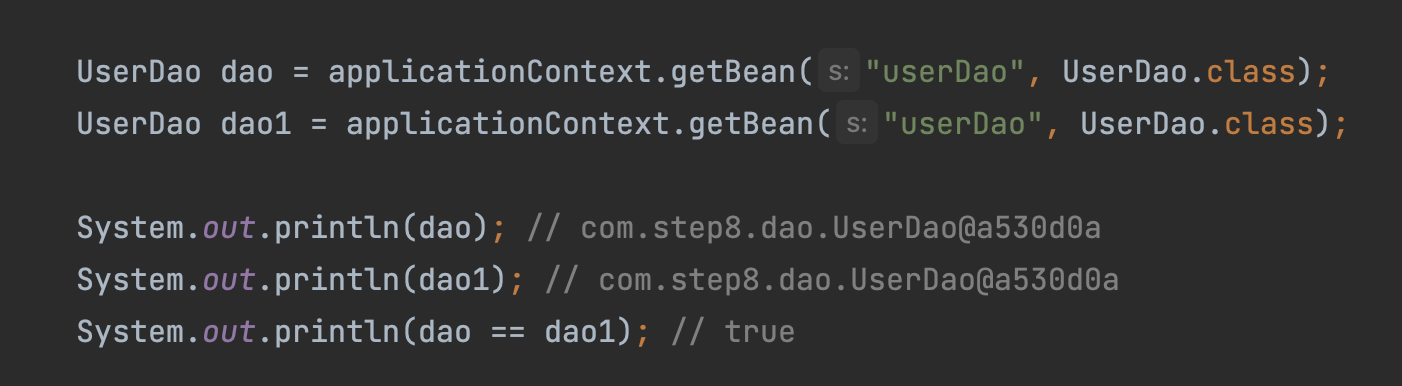 UserDao dao = applicationContext.getBean( s: "userDao", UserDao.class);
UserDao dao1 = applicationContext.getBean( s: "userDao", UserDao.class);
System.out.println(dao); // com.step8.dao.UserDao@a530d0a
System.out.println(dao1); // com.step8.dao.UserDao@a530d0a
System.out.println(dao == dao1); // true